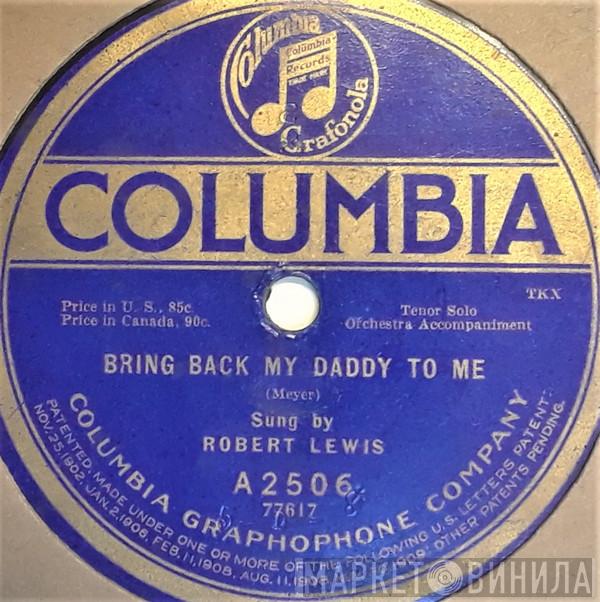 Columbia
Columbia
Records
TRADE MARK
Grafonola
COLUMBIA
Price in U. S., 85c.
Price in Canada, 90c.
TKX
Tenor Solo
Orchestra Accompaniment
BRING BACK MY DADDY TO ME
(Meyer)
Sung by
ROBERT LEWIS
A2506
77617
COLUMBIA GRAPHOPHONE COMPANY
PATENTED; MADE UNDER ONE OR MORE OF THE FOLLOWING U.S. LETTERS PATENT:
NOV. 25, 1902, JAN. 2, 1906, FEB. 11, 1908, AUG. 11, 1908, OTHER PATENTS PENDING.
МАРКЕТ ВИНИЛА